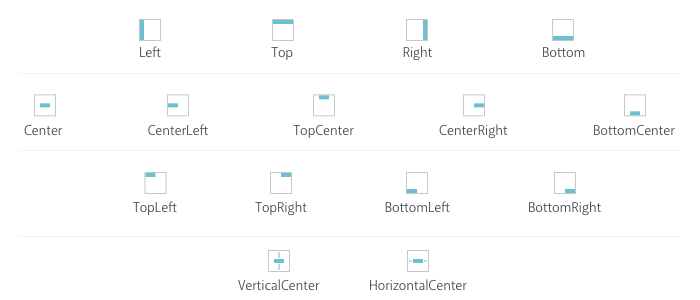 Left Top Right Bottom
Center CenterLeft TopCenter CenterRight BottomCenter
TopLeft TopRight BottomLeft BottomRight
VerticalCenter HorizontalCenter